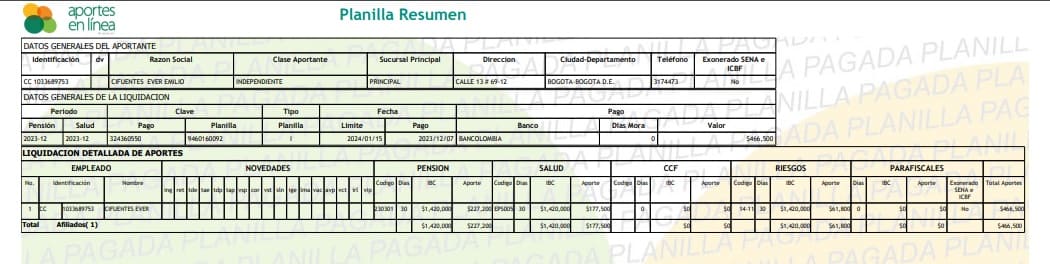 aportes
en línea
Planilla Resumen
DATOS GENERALES DEL APORTANTE
Identificación dv Razon Social Clase Aportante Sucursal Principal Direccion Ciudad-Departamento Teléfono Exonerado SENA e ICBF
CC 1033689753 CIFUENTES EVER EMILIO INDEPENDIENTE PRINCIPAL CALLE 13 # 69-12 BOGOTA-BOGOTA D.E. 3174473 No
DATOS GENERALES DE LA LIQUIDACION
Periodo Clave Tipo Fecha Pago
Pensión Salud Pago Planilla Planilla Limite Pago Banco Dias Mora Valor
2023-12 2023-12 324360550 9460160092 I 2024/01/15 2023/12/07 BANCOLOMBIA 0 $466,500
LIQUIDACION DETALLADA DE APORTES
EMPLEADO NOVEDADES PENSION SALUD CCF RIESGOS PARAFISCALES
No. Identificación Nombre ing ret tde tae tdp tap vsp cor vst sln ige lma vac avp vct irl vip Codigo Dias IBC Aporte Codigo Dias IBC Aporte Codigo Dias IBC Aporte Codigo Dias IBC Aporte Dias IBC Aporte Exonerado SENA e ICBF Total Aportes
1 CC 1033689753 CIFUENTES EVER 230301 30 $1,420,000 $227,200 EPS005 30 $1,420,000 $177,500 0 $0 $0 14-11 30 $1,420,000 $61,800 0 $0 $0 No $466,500
Total Afiliados( 1) $1,420,000 $227,200 $1,420,000 $177,500 $0 $0 $1,420,000 $61,800 $0 $0 $466,500
PLANILLA PAGADA